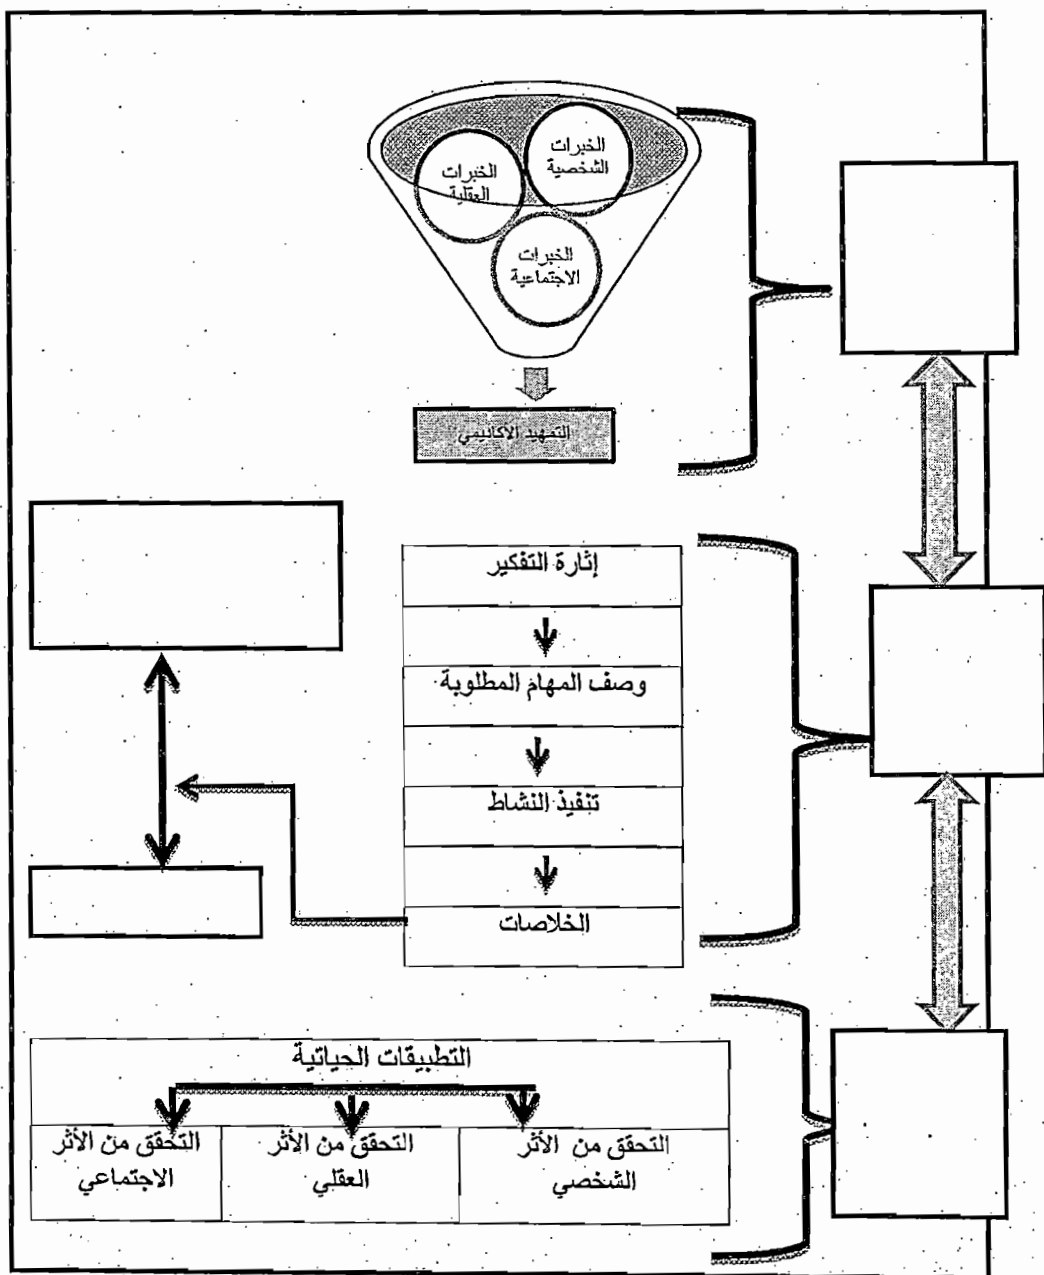 الخبرات
الشخصية
الخبرات
العقلية
الخبرات
الاجتماعية
التمهيد الأكاديمي
إثارة التفكير
وصف المهام المطلوبة
تنفيذ النشاط
الخلاصات
التطبيقات الحياتية
التحقق من الأثر
الشخصي
التحقق من الأثر
العقلي
التحقق من الأثر
الاجتماعي